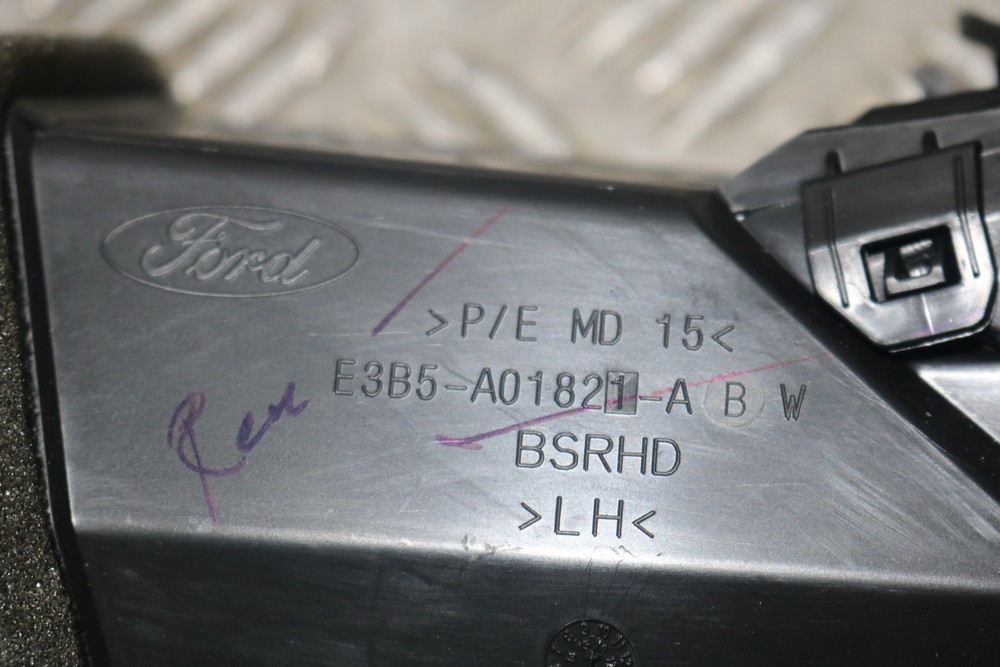 Ford
>P/E MD 15<
E3B5-A01821-A B W
BSRHD
>LH<